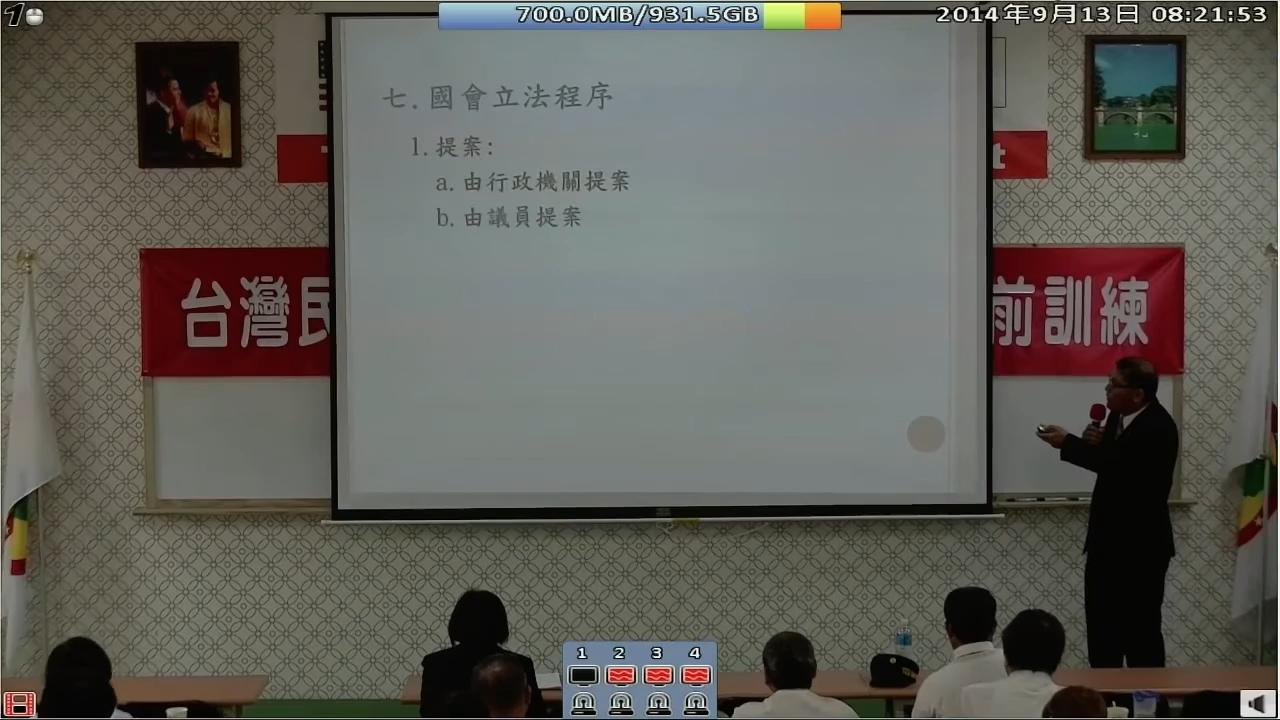 1
700.0MB/931.5GB
2014年9月13日 08:21:53
七.國會立法程序
1.提案:
a.由行政機關提案
b.由議員提案
t
台灣民
前訓練
1 2 3 4